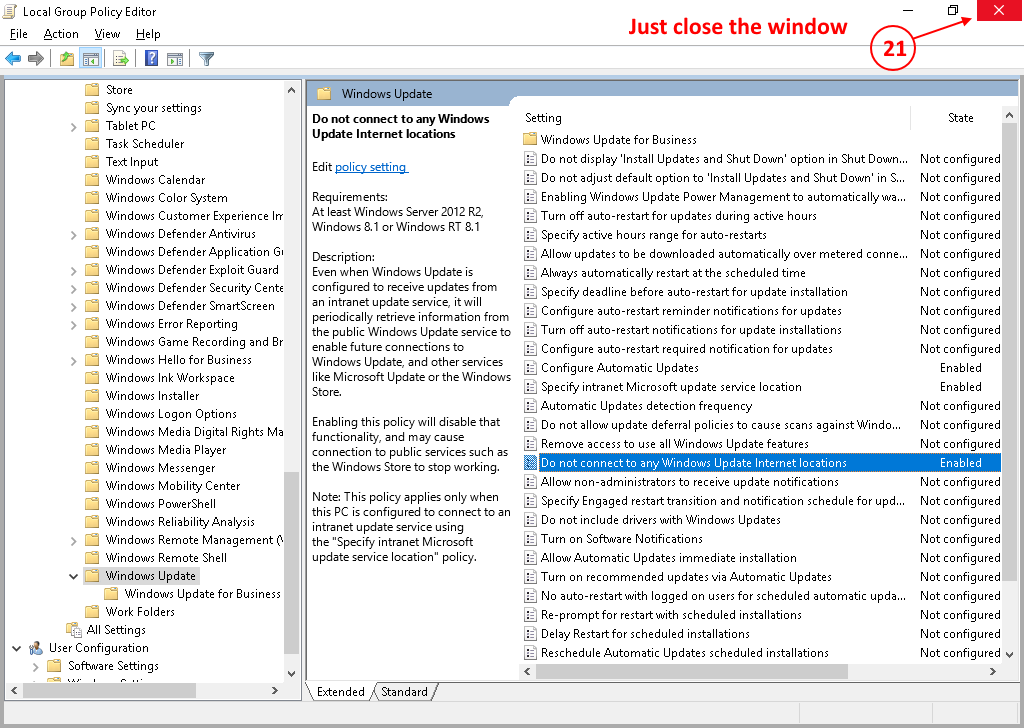 Local Group Policy Editor
Just close the window
21
File Action View Help
Store
Sync your settings
Tablet PC
Task Scheduler
Text Input
Windows Calendar
Windows Color System
Windows Customer Experience Im
Windows Defender Antivirus
Windows Defender Application Gu
Windows Defender Exploit Guard
Windows Defender Security Cente
Windows Defender SmartScreen
Windows Error Reporting
Windows Game Recording and Br
Windows Hello for Business
Windows Ink Workspace
Windows Installer
Windows Logon Options
Windows Media Digital Rights Ma
Windows Media Player
Windows Messenger
Windows Mobility Center
Windows PowerShell
Windows Reliability Analysis
Windows Remote Management (W
Windows Remote Shell
Windows Update
Windows Update for Business
Work Folders
All Settings
User Configuration
Software Settings
Windows Update
Do not connect to any Windows
Update Internet locations
Edit policy setting
Requirements:
At least Windows Server 2012 R2,
Windows 8.1 or Windows RT 8.1
Description:
Even when Windows Update is
configured to receive updates from
an intranet update service, it will
periodically retrieve information from
the public Windows Update service to
enable future connections to
Windows Update, and other services
like Microsoft Update or the Windows
Store.
Enabling this policy will disable that
functionality, and may cause
connection to public services such as
the Windows Store to stop working.
Note: This policy applies only when
this PC is configured to connect to an
intranet update service using
the "Specify intranet Microsoft
update service location" policy.
Setting State
Windows Update for Business
Do not display 'Install Updates and Shut Down' option in Shut Down... Not configured
Do not adjust default option to 'Install Updates and Shut Down' in S... Not configured
Enabling Windows Update Power Management to automatically wa... Not configured
Turn off auto-restart for updates during active hours Not configured
Specify active hours range for auto-restarts Not configured
Allow updates to be downloaded automatically over metered conne... Not configured
Always automatically restart at the scheduled time Not configured
Specify deadline before auto-restart for update installation Not configured
Configure auto-restart reminder notifications for updates Not configured
Turn off auto-restart notifications for update installations Not configured
Configure auto-restart required notification for updates Not configured
Configure Automatic Updates Enabled
Specify intranet Microsoft update service location Enabled
Automatic Updates detection frequency Not configured
Do not allow update deferral policies to cause scans against Windo... Not configured
Remove access to use all Windows Update features Not configured
Do not connect to any Windows Update Internet locations Enabled
Allow non-administrators to receive update notifications Not configured
Specify Engaged restart transition and notification schedule for upd... Not configured
Do not include drivers with Windows Updates Not configured
Turn on Software Notifications Not configured
Allow Automatic Updates immediate installation Not configured
Turn on recommended updates via Automatic Updates Not configured
No auto-restart with logged on users for scheduled automatic upda... Not configured
Re-prompt for restart with scheduled installations Not configured
Delay Restart for scheduled installations Not configured
Reschedule Automatic Updates scheduled installations Not configured
Extended Standard